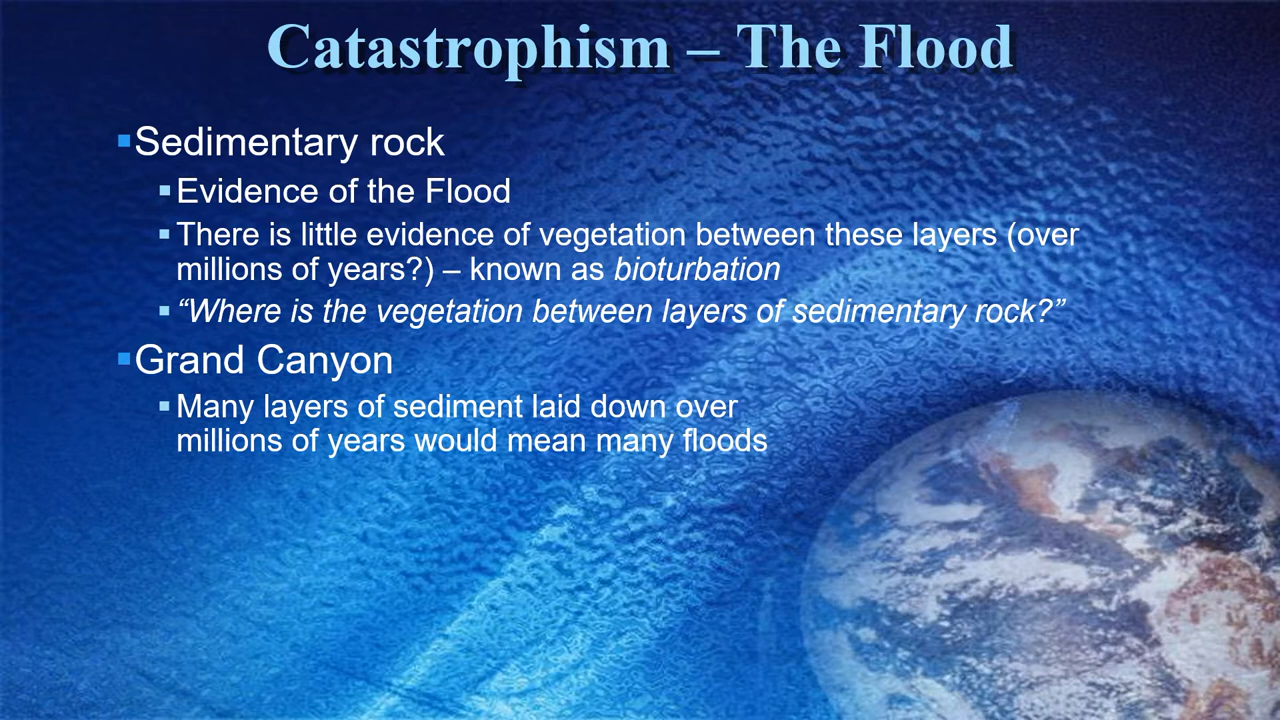 Catastrophism – The Flood
Sedimentary rock
Evidence of the Flood
There is little evidence of vegetation between these layers (over
millions of years?) – known as bioturbation
“Where is the vegetation between layers of sedimentary rock?”
Grand Canyon
Many layers of sediment laid down over
millions of years would mean many floods